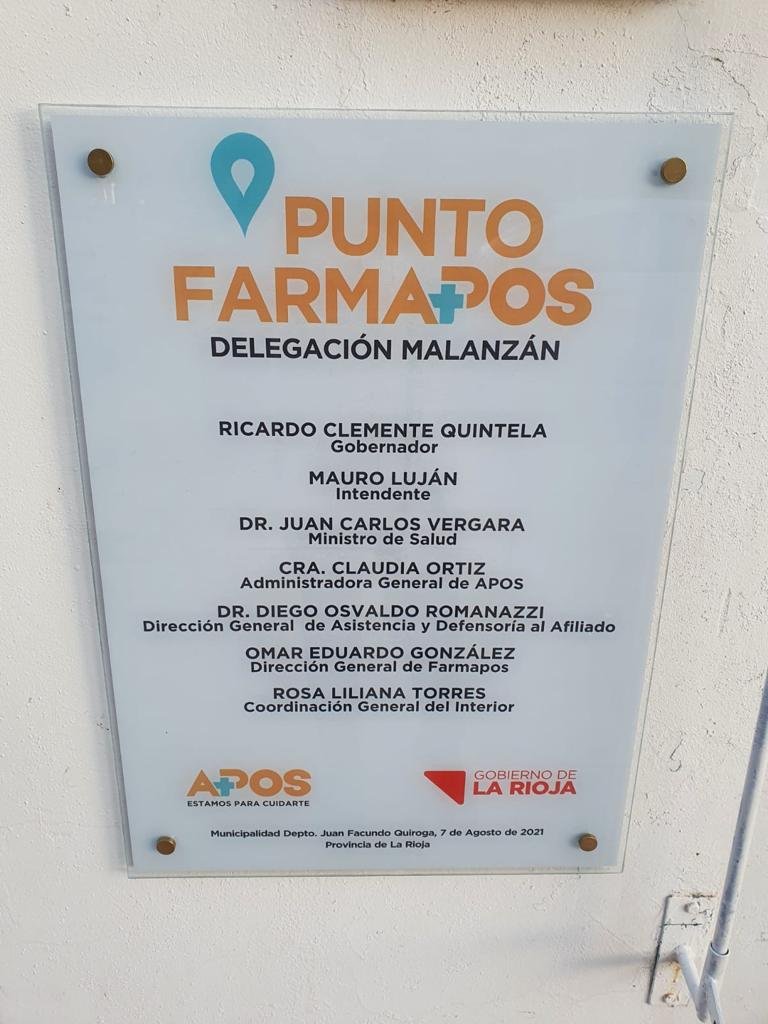 PUNTO
FARMAPOS
DELEGACIÓN MALANZÁN
RICARDO CLEMENTE QUINTELA
Gobernador
MAURO LUJÁN
Intendente
DR. JUAN CARLOS VERGARA
Ministro de Salud
CRA. CLAUDIA ORTIZ
Administradora General de APOS
DR. DIEGO OSVALDO ROMANAZZI
Dirección General de Asistencia y Defensoría al Afiliado
OMAR EDUARDO GONZÁLEZ
Dirección General de Farmapos
ROSA LILIANA TORRES
Coordinación General del Interior
APOS
ESTAMOS PARA CUIDARTE
GOBIERNO DE
LA RIOJA
Municipalidad Depto. Juan Facundo Quiroga, 7 de Agosto de 2021
Provincia de La Rioja